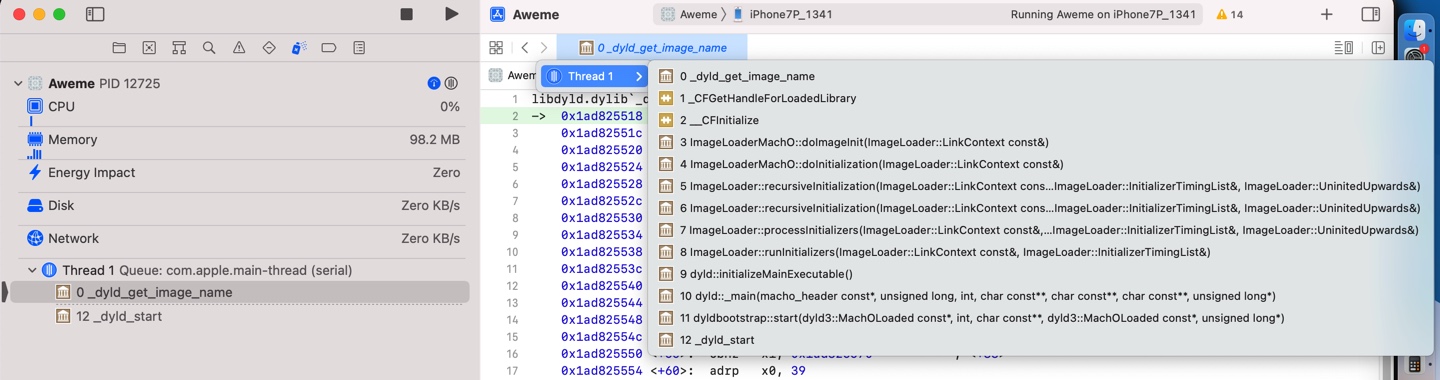 Aweme
Aweme
iPhone7P_1341
Running Aweme on iPhone7P_1341
14
0 _dyld_get_image_name
Aweme PID 12725
CPU
0%
Memory
98.2 MB
Energy Impact
Zero
Disk
Zero KB/s
Network
Zero KB/s
Thread 1 Queue: com.apple.main-thread (serial)
0 _dyld_get_image_name
12 _dyld_start
Awem
Thread 1
0 _dyld_get_image_name
1 _CFGetHandleForLoadedLibrary
2 __CFInitialize
3 ImageLoaderMachO::doImageInit(ImageLoader::LinkContext const&)
4 ImageLoaderMachO::doInitialization(ImageLoader::LinkContext const&)
5 ImageLoader::recursiveInitialization(ImageLoader::LinkContext cons...ImageLoader::InitializerTimingList&, ImageLoader::UninitedUpwards&)
6 ImageLoader::recursiveInitialization(ImageLoader::LinkContext cons...ImageLoader::InitializerTimingList&, ImageLoader::UninitedUpwards&)
7 ImageLoader::processInitializers(ImageLoader::LinkContext const&,...ImageLoader::InitializerTimingList&, ImageLoader::UninitedUpwards&)
8 ImageLoader::runInitializers(ImageLoader::LinkContext const&, ImageLoader::InitializerTimingList&)
9 dyld::initializeMainExecutable()
10 dyld::_main(macho_header const*, unsigned long, int, char const**, char const**, char const**, unsigned long*)
11 dyldbootstrap::start(dyld3::MachOLoaded const*, int, char const**, dyld3::MachOLoaded const*, unsigned long*)
12 _dyld_start
1 libdyld.dylib`_d
2 -> 0x1ad825518
3 0x1ad82551c
4 0x1ad825520
5 0x1ad825524
6 0x1ad825528
7 0x1ad82552c
8 0x1ad825530
9 0x1ad825534
10 0x1ad825538
11 0x1ad82553c
12 0x1ad825540
13 0x1ad825544
14 0x1ad825548
15 0x1ad82554c
16 0x1ad825550
17 0x1ad825554 <+60>: adrp x0, 39